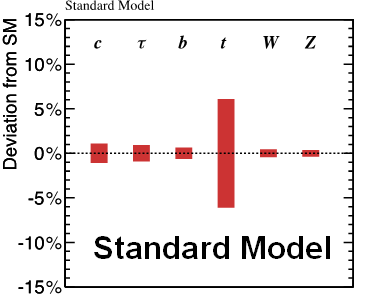 Standard Model
Deviation from SM
15%
10%
5%
0%
-5%
-10%
-15%
c τ b t W Z
Standard Model